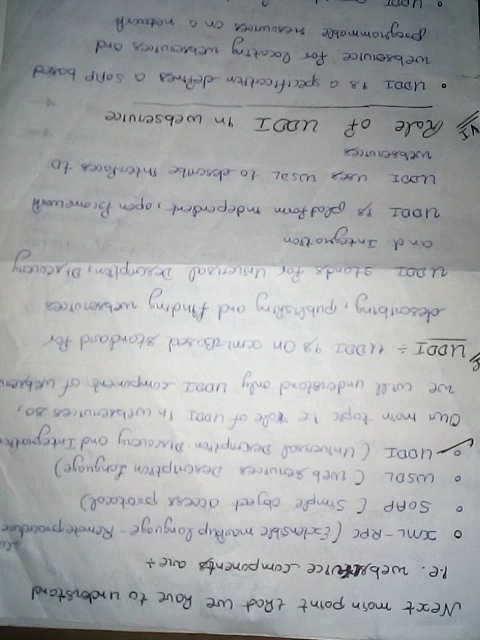 Next main point that we have to understand
i.e. webservice components are ÷
• XML-RPC (Extensible markup Language - Remote procedure
• SOAP (Simple object access protocol)
• WSDL (Web services Description Language)
• UDDI (Universal Description Discovery and Integration
Our main topic i.e Role of UDDI in webservices so,
we will understand only UDDI component of webserv
UDDI ÷ UDDI is an xml-based standard for
describing, publishing and finding webservices
UDDI stands for Universal Description, Discovery
and Integration
UDDI is platform independent, open framework
UDDI uses WSDL to describe interfaces to
webservices
Role of UDDI in webservice
• UDDI is a specification defines a SOAP based
webservice for locating webservices and
programmable resources on a network
UDDI